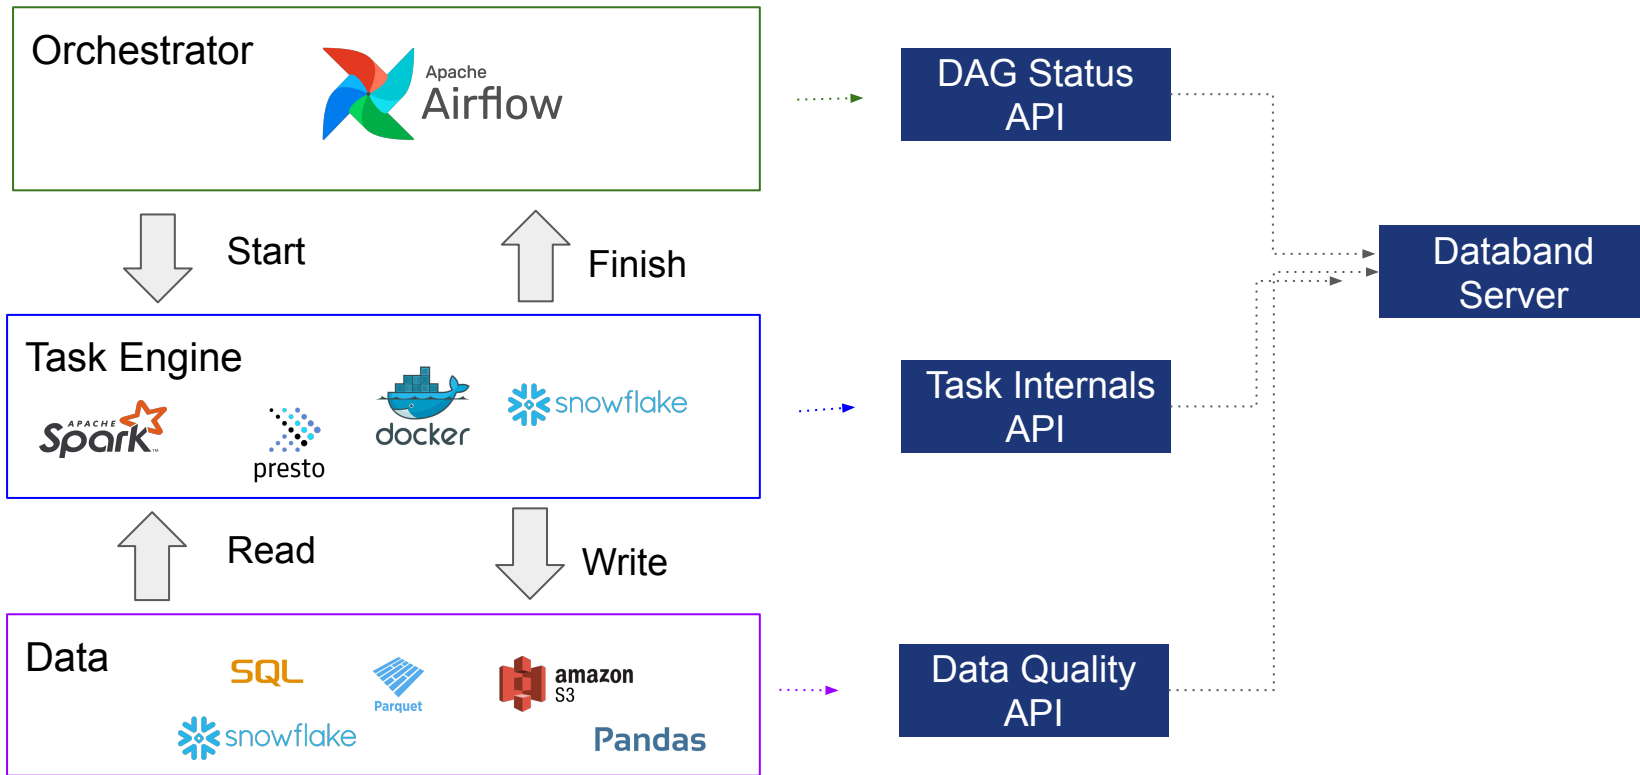 Orchestrator
Apache
Airflow
DAG Status
API
Start
Finish
Databand
Server
Task Engine
APACHE
Spark
TM
presto
docker
snowflake
Task Internals
API
Read
Write
Data
SQL
Parquet
amazon
S3
snowflake
Pandas
Data Quality
API